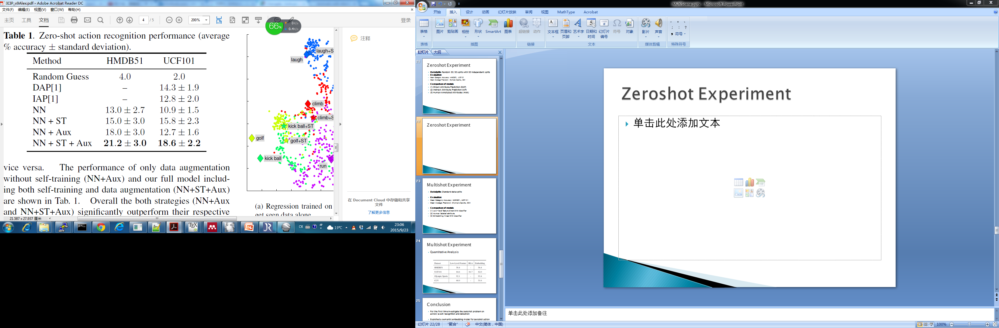 ICIP_v9Alex.pdf - Adobe Acrobat Reader DC
文件(F) 编辑(E) 视图(V) 窗口(W) 帮助(H)
主页 工具 文档 4 / 5 200% 登录
66% 0K/s
0.4K/s
Table 1. Zero-shot action recognition performance (average
% accuracy ± standard deviation).
Method HMDB51 UCF101
Random Guess 4.0 2.0
DAP[1] – 14.3 ± 1.9
IAP[1] – 12.8 ± 2.0
NN 13.0 ± 2.7 10.9 ± 1.5
NN + ST 15.0 ± 3.0 15.8 ± 2.3
NN + Aux 18.0 ± 3.0 12.7 ± 1.6
NN + ST + Aux 21.2 ± 3.0 18.6 ± 2.2
vice versa. The performance of only data augmentation
without self-training (NN+Aux) and our full model includ-
ing both self-training and data augmentation (NN+ST+Aux)
are shown in Tab. 1. Overall the both strategies (NN+Aux
and NN+ST+Aux) significantly outperform their respective
21.587 x 27.937 厘米
laugh+S
laugh
climb
climb+S
kick ball+ST
golf
golf+ST
kick ball
run
(a) Regression trained on
get seen data alone
注释
在 Document Cloud 中存储和共享
文件
了解更多信息
CH 19℃ 23:06
2015/9/23
MultiScene.pptx - Microsoft PowerPoint
开始 插入 设计 动画 幻灯片放映 审阅 视图 MathType Acrobat
表格 图片 剪贴画 相册 形状 SmartArt 图表 超链接 动作 文本框 页眉和页脚 艺术字 日期和时间 幻灯片编号 符号 对象 影片 声音 符号
表格 插图 链接 文本 媒体剪辑 特殊符号
幻灯片 大纲
21
Zeroshot Experiment
DataSplits: Random 50/50 splits with 50 independent splits
Evaluation:
Mean Category Accuracy: HMDB51, UCF101
Mean Average Precision: Olympic Sports, CCV
Comparison of models:
(1) Direct Attribute Prediction (DAP)
(2) Indirect Attribute Prediction (IAP)
(3) Human Annotated Attributes (HAA)
22
Zeroshot Experiment
23
Multishot Experiment
DataSplits: Standard data splits
Evaluation:
Mean Category Accuracy: HMDB51, UCF101
Mean Average Precision: Olympic Sports, CCV
Comparison of models:
(1) Low-level feature direct SVM classifier
(2) Human labeled attribute
(3) Embedding linear SVM classifier
24
Multishot Experiment
Quantitative Analysis
Dataset Low-Level Feature HLA Embedding
HMDB51 58.4 - 56.4
UCF101 84.6 81.7 82.0
Olympic Sports 92.1 - 93.4
CCV 68.0 - 51.6
25
Conclusion
For the first time investigate the zeroshot problem on
action/event recognition and detection
Exploited a semantic embedding model for zeroshot action
Zeroshot Experiment
单击此处添加文本
单击此处添加备注
幻灯片 22/28 "聚合" 中文(简体，中国) 100%